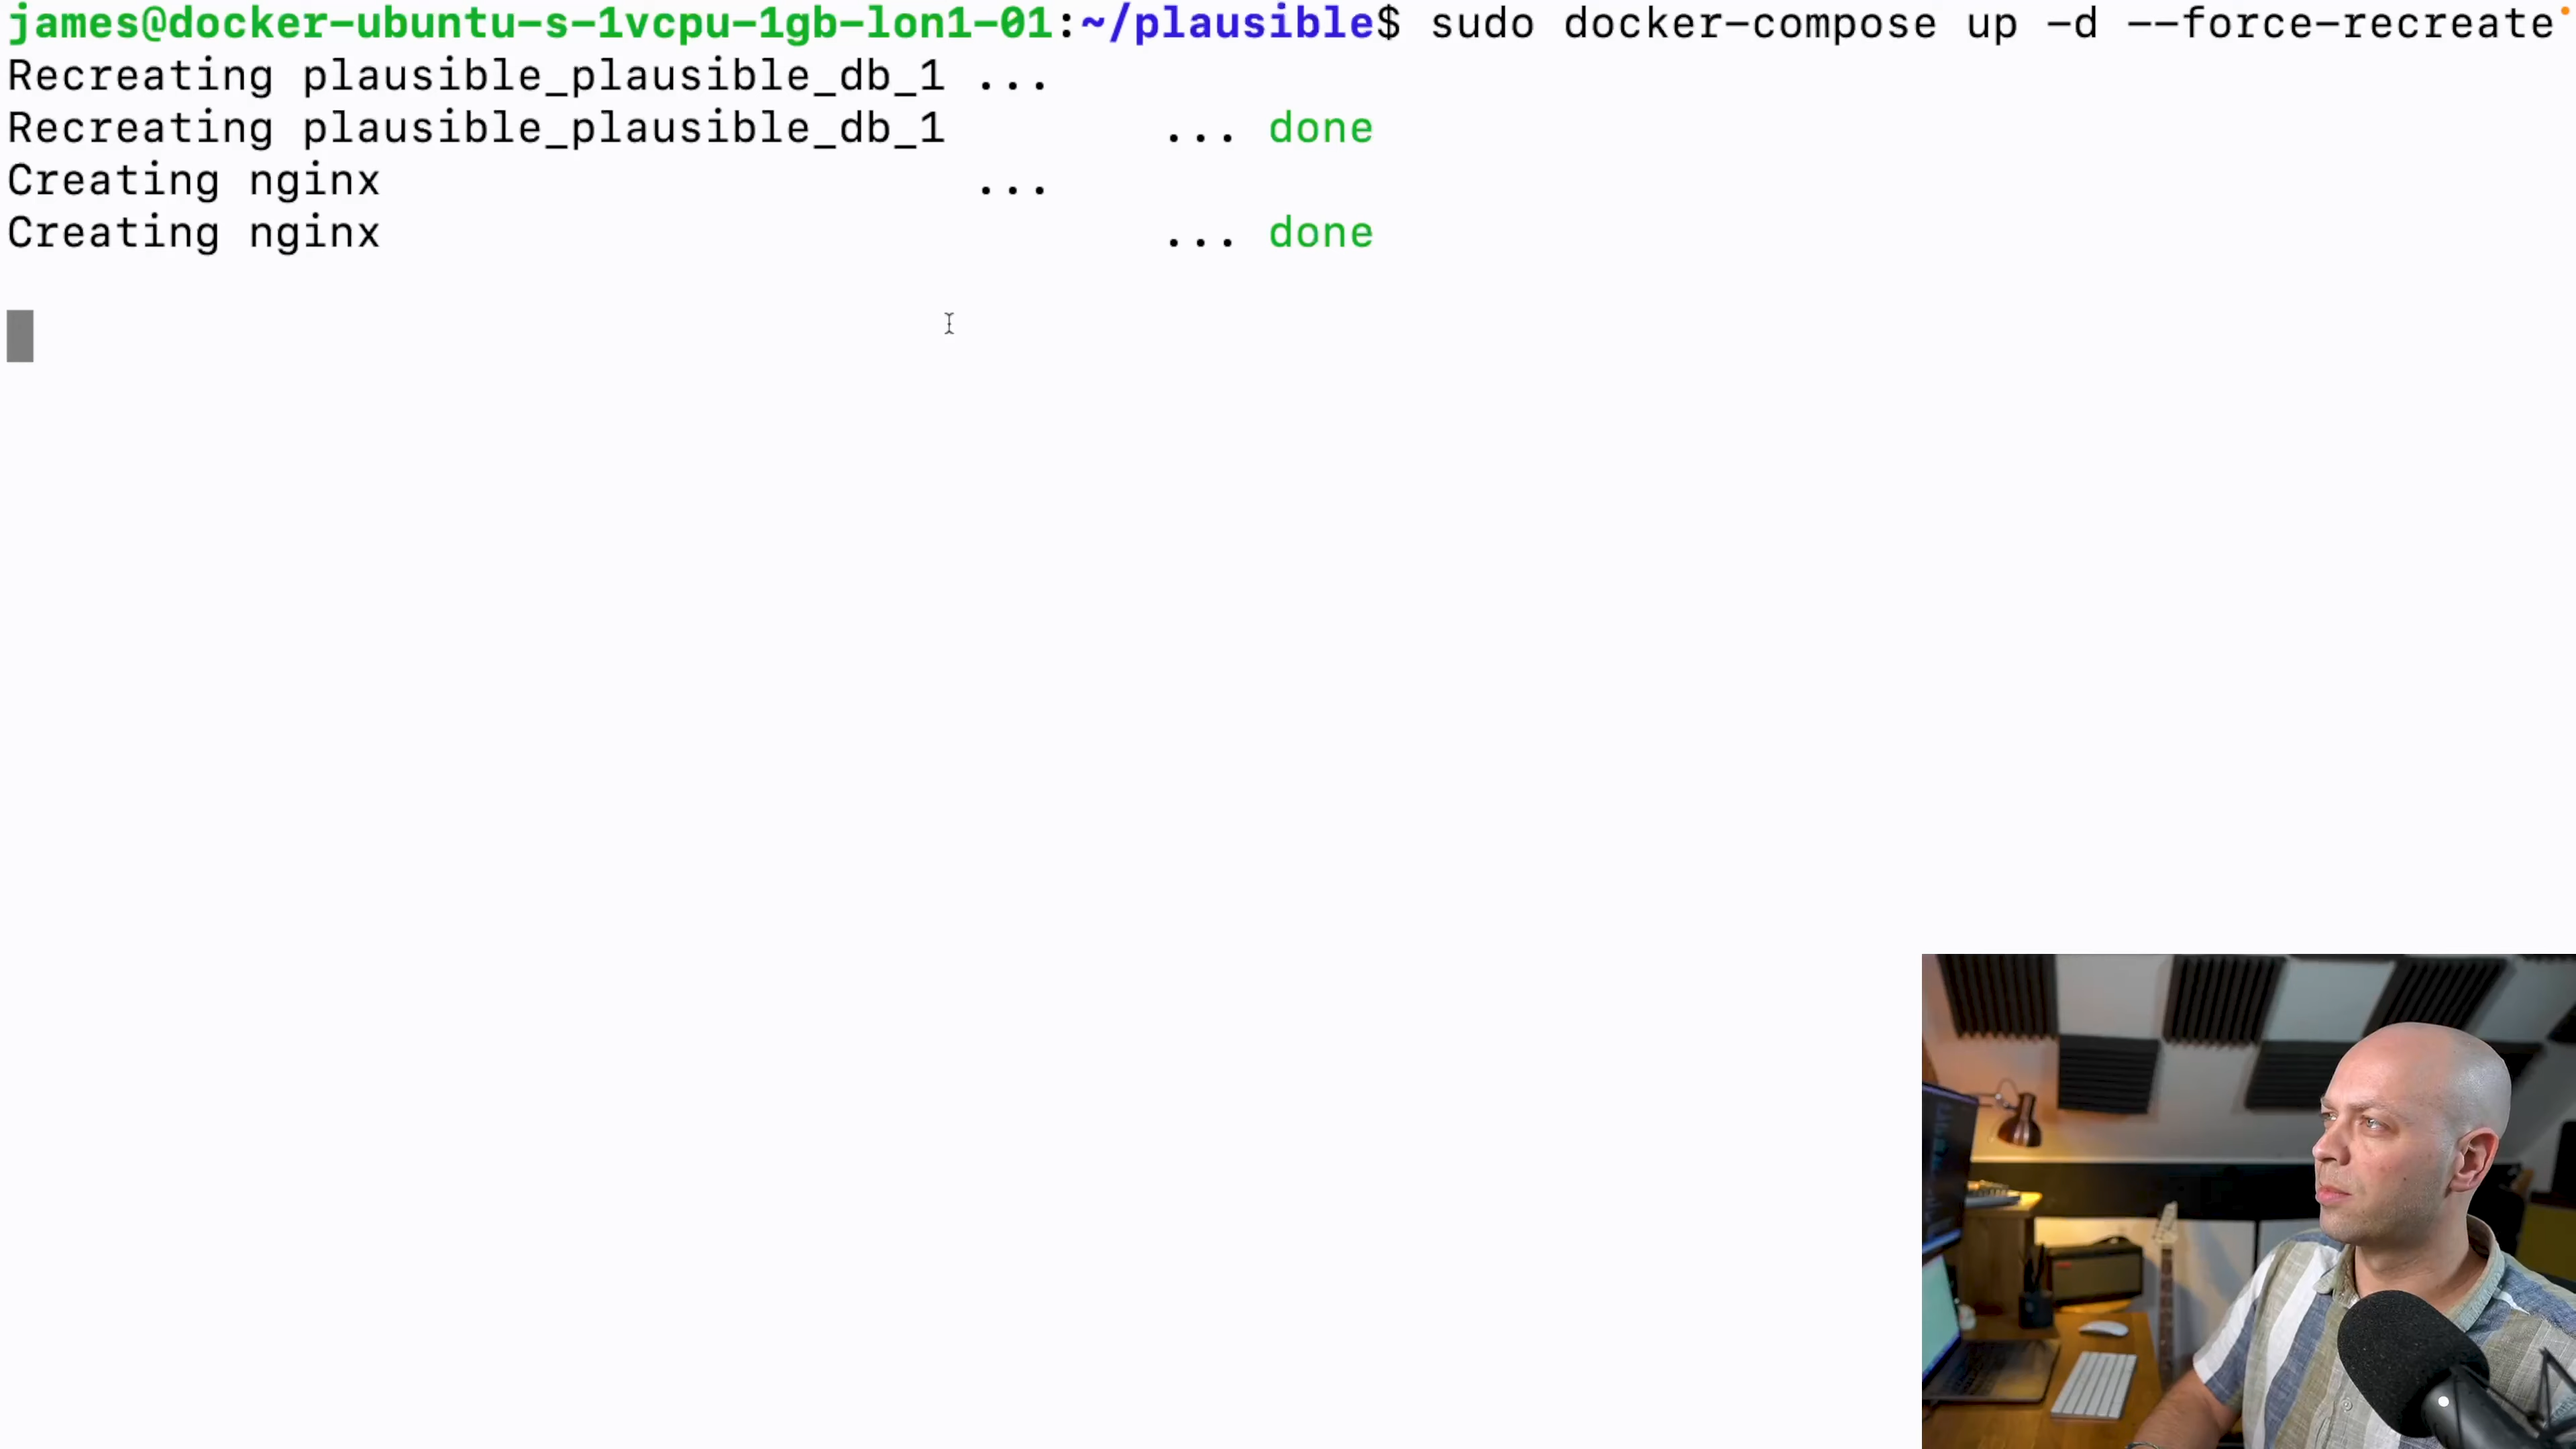 james@docker-ubuntu-s-1vcpu-1gb-lon1-01:~/plausible$ sudo docker-compose up -d --force-recreate
Recreating plausible_plausible_db_1 ...
Recreating plausible_plausible_db_1 ... done
Creating nginx ...
Creating nginx ... done